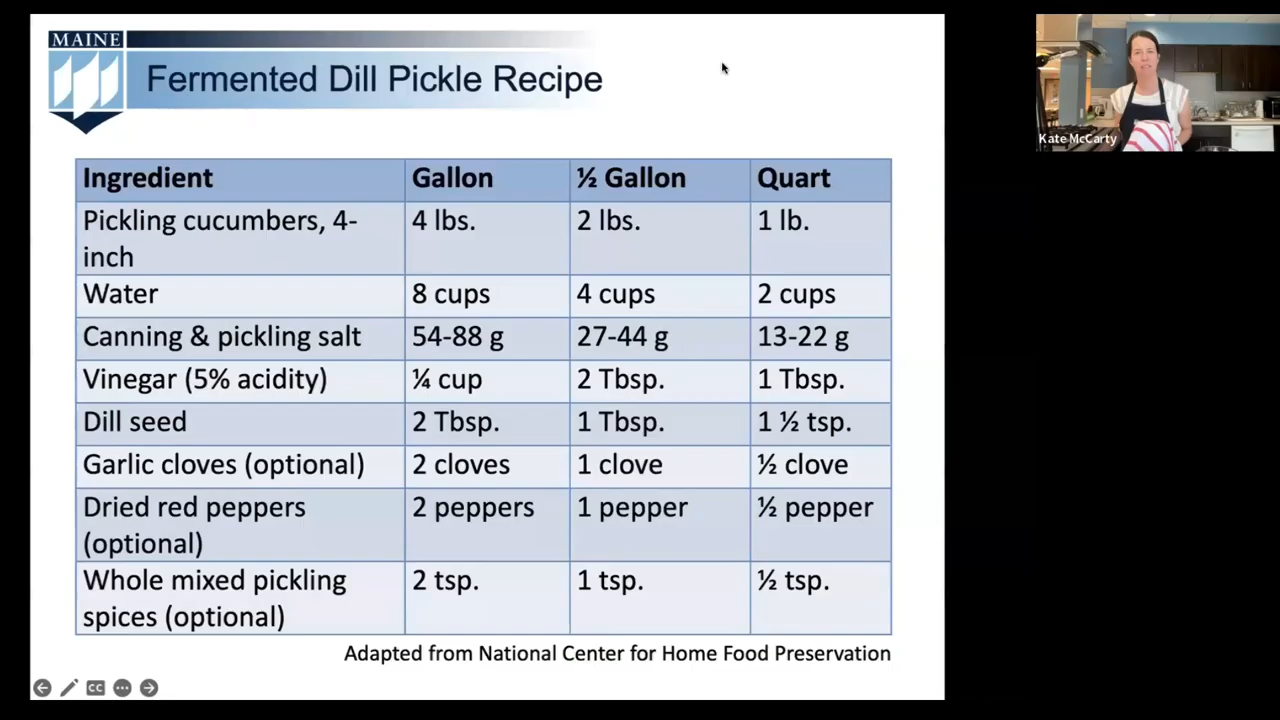 MAINE
Fermented Dill Pickle Recipe
Kate McCarty
Ingredient Gallon ½ Gallon Quart
Pickling cucumbers, 4-
inch 4 lbs. 2 lbs. 1 lb.
Water 8 cups 4 cups 2 cups
Canning & pickling salt 54-88 g 27-44 g 13-22 g
Vinegar (5% acidity) ¼ cup 2 Tbsp. 1 Tbsp.
Dill seed 2 Tbsp. 1 Tbsp. 1 ½ tsp.
Garlic cloves (optional) 2 cloves 1 clove ½ clove
Dried red peppers
(optional) 2 peppers 1 pepper ½ pepper
Whole mixed pickling
spices (optional) 2 tsp. 1 tsp. ½ tsp.
Adapted from National Center for Home Food Preservation
CC